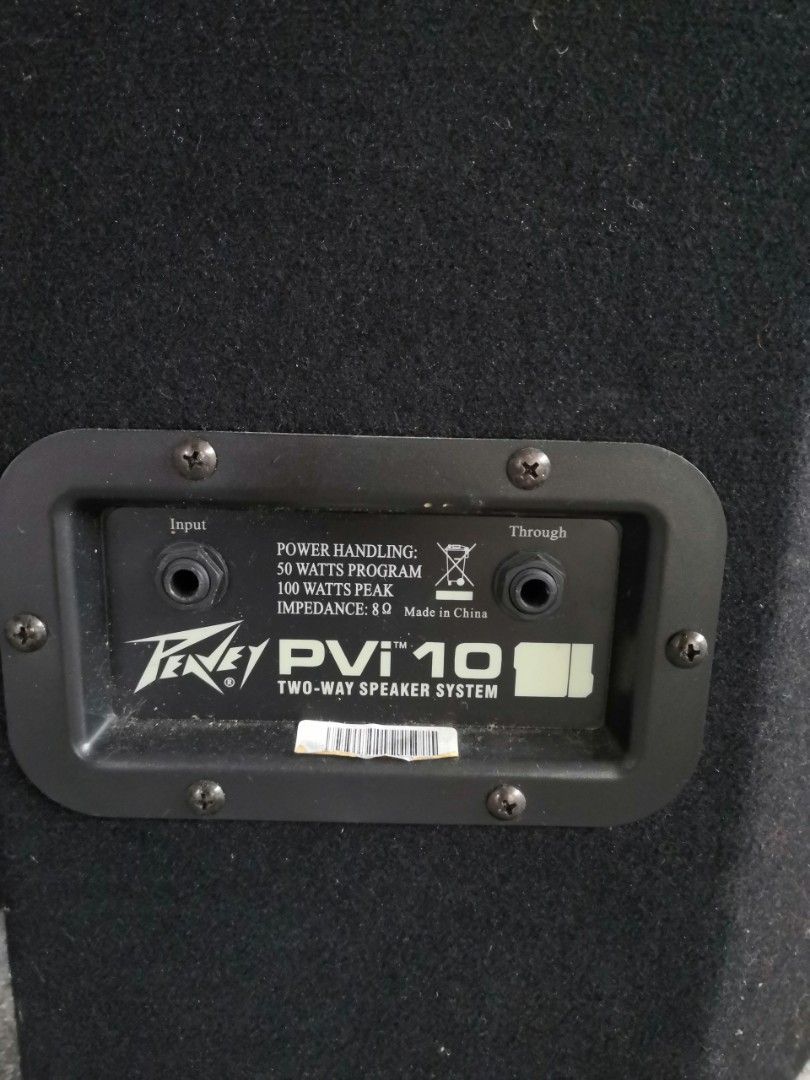 Input
Through
POWER HANDLING:
50 WATTS PROGRAM
100 WATTS PEAK
IMPEDANCE: 8 Ω
Made in China
PEAVEY®
PVi™ 10
TWO-WAY SPEAKER SYSTEM